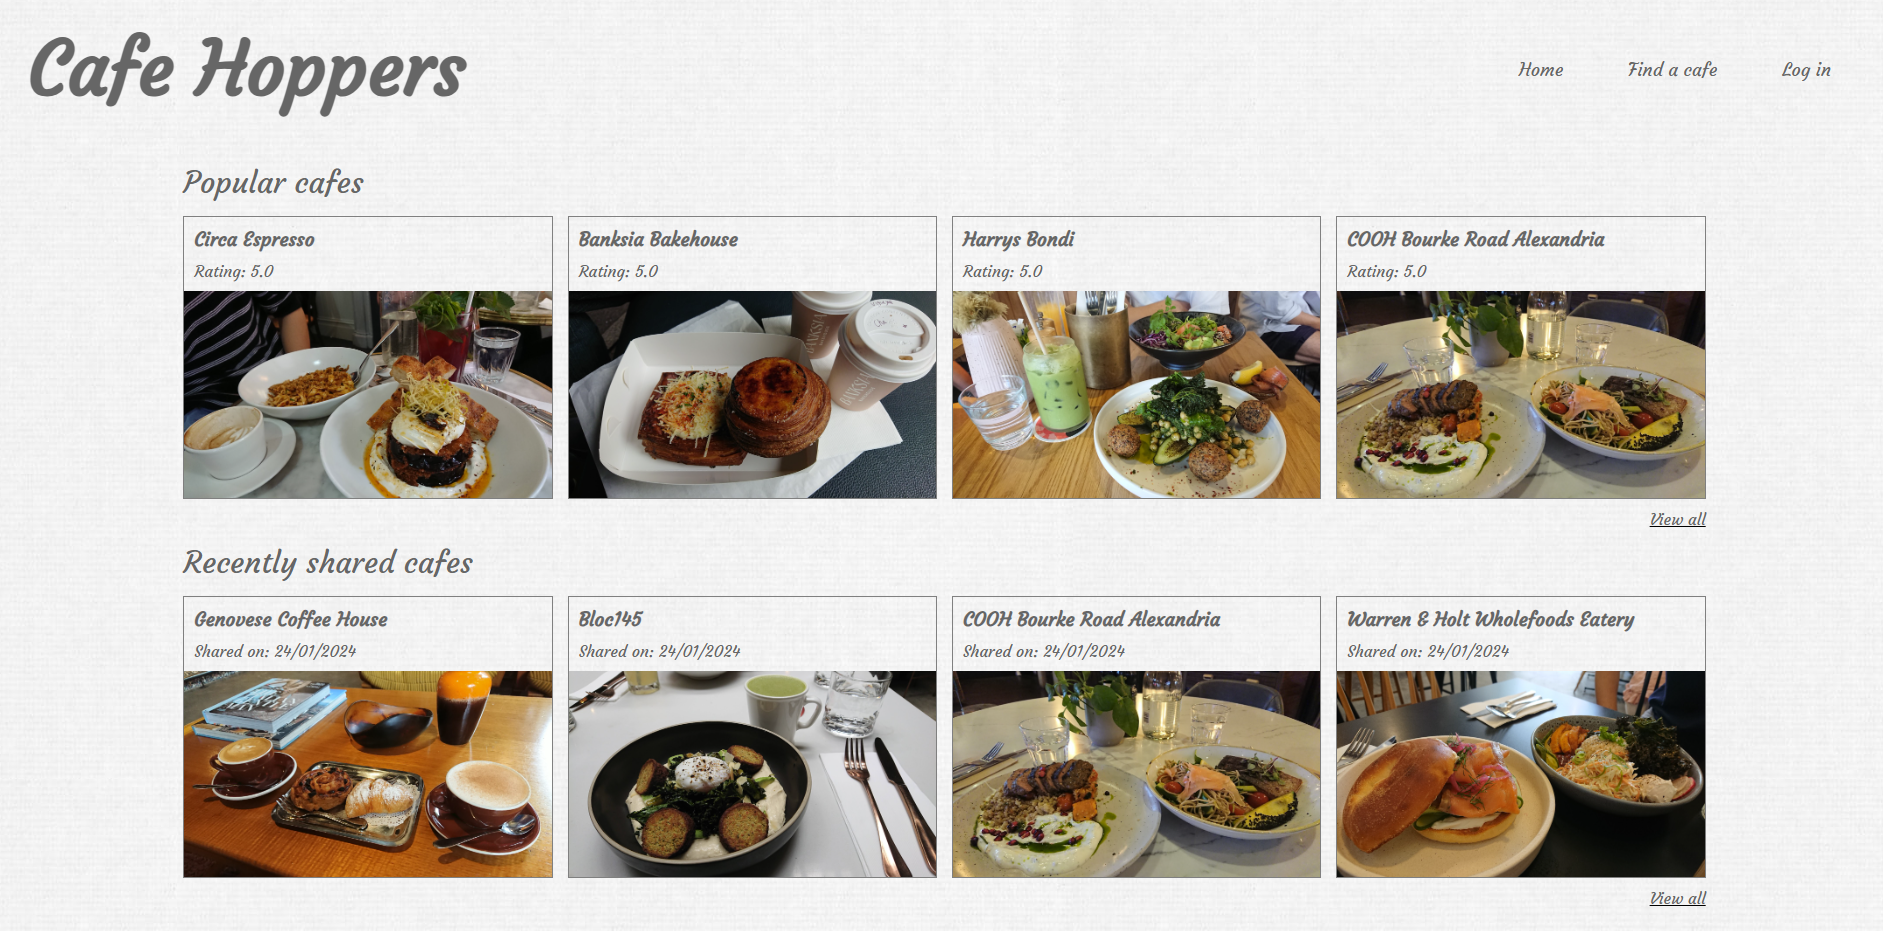 Cafe Hoppers
Home
Find a cafe
Log in
Popular cafes
Circa Espresso
Rating: 5.0
Banksia Bakehouse
Rating: 5.0
Harrys Bondi
Rating: 5.0
COOH Bourke Road Alexandria
Rating: 5.0
BANKSIA
BANKSIA
View all
Recently shared cafes
Genovese Coffee House
Shared on: 24/01/2024
Bloc145
Shared on: 24/01/2024
COOH Bourke Road Alexandria
Shared on: 24/01/2024
Warren & Holt Wholefoods Eatery
Shared on: 24/01/2024
View all